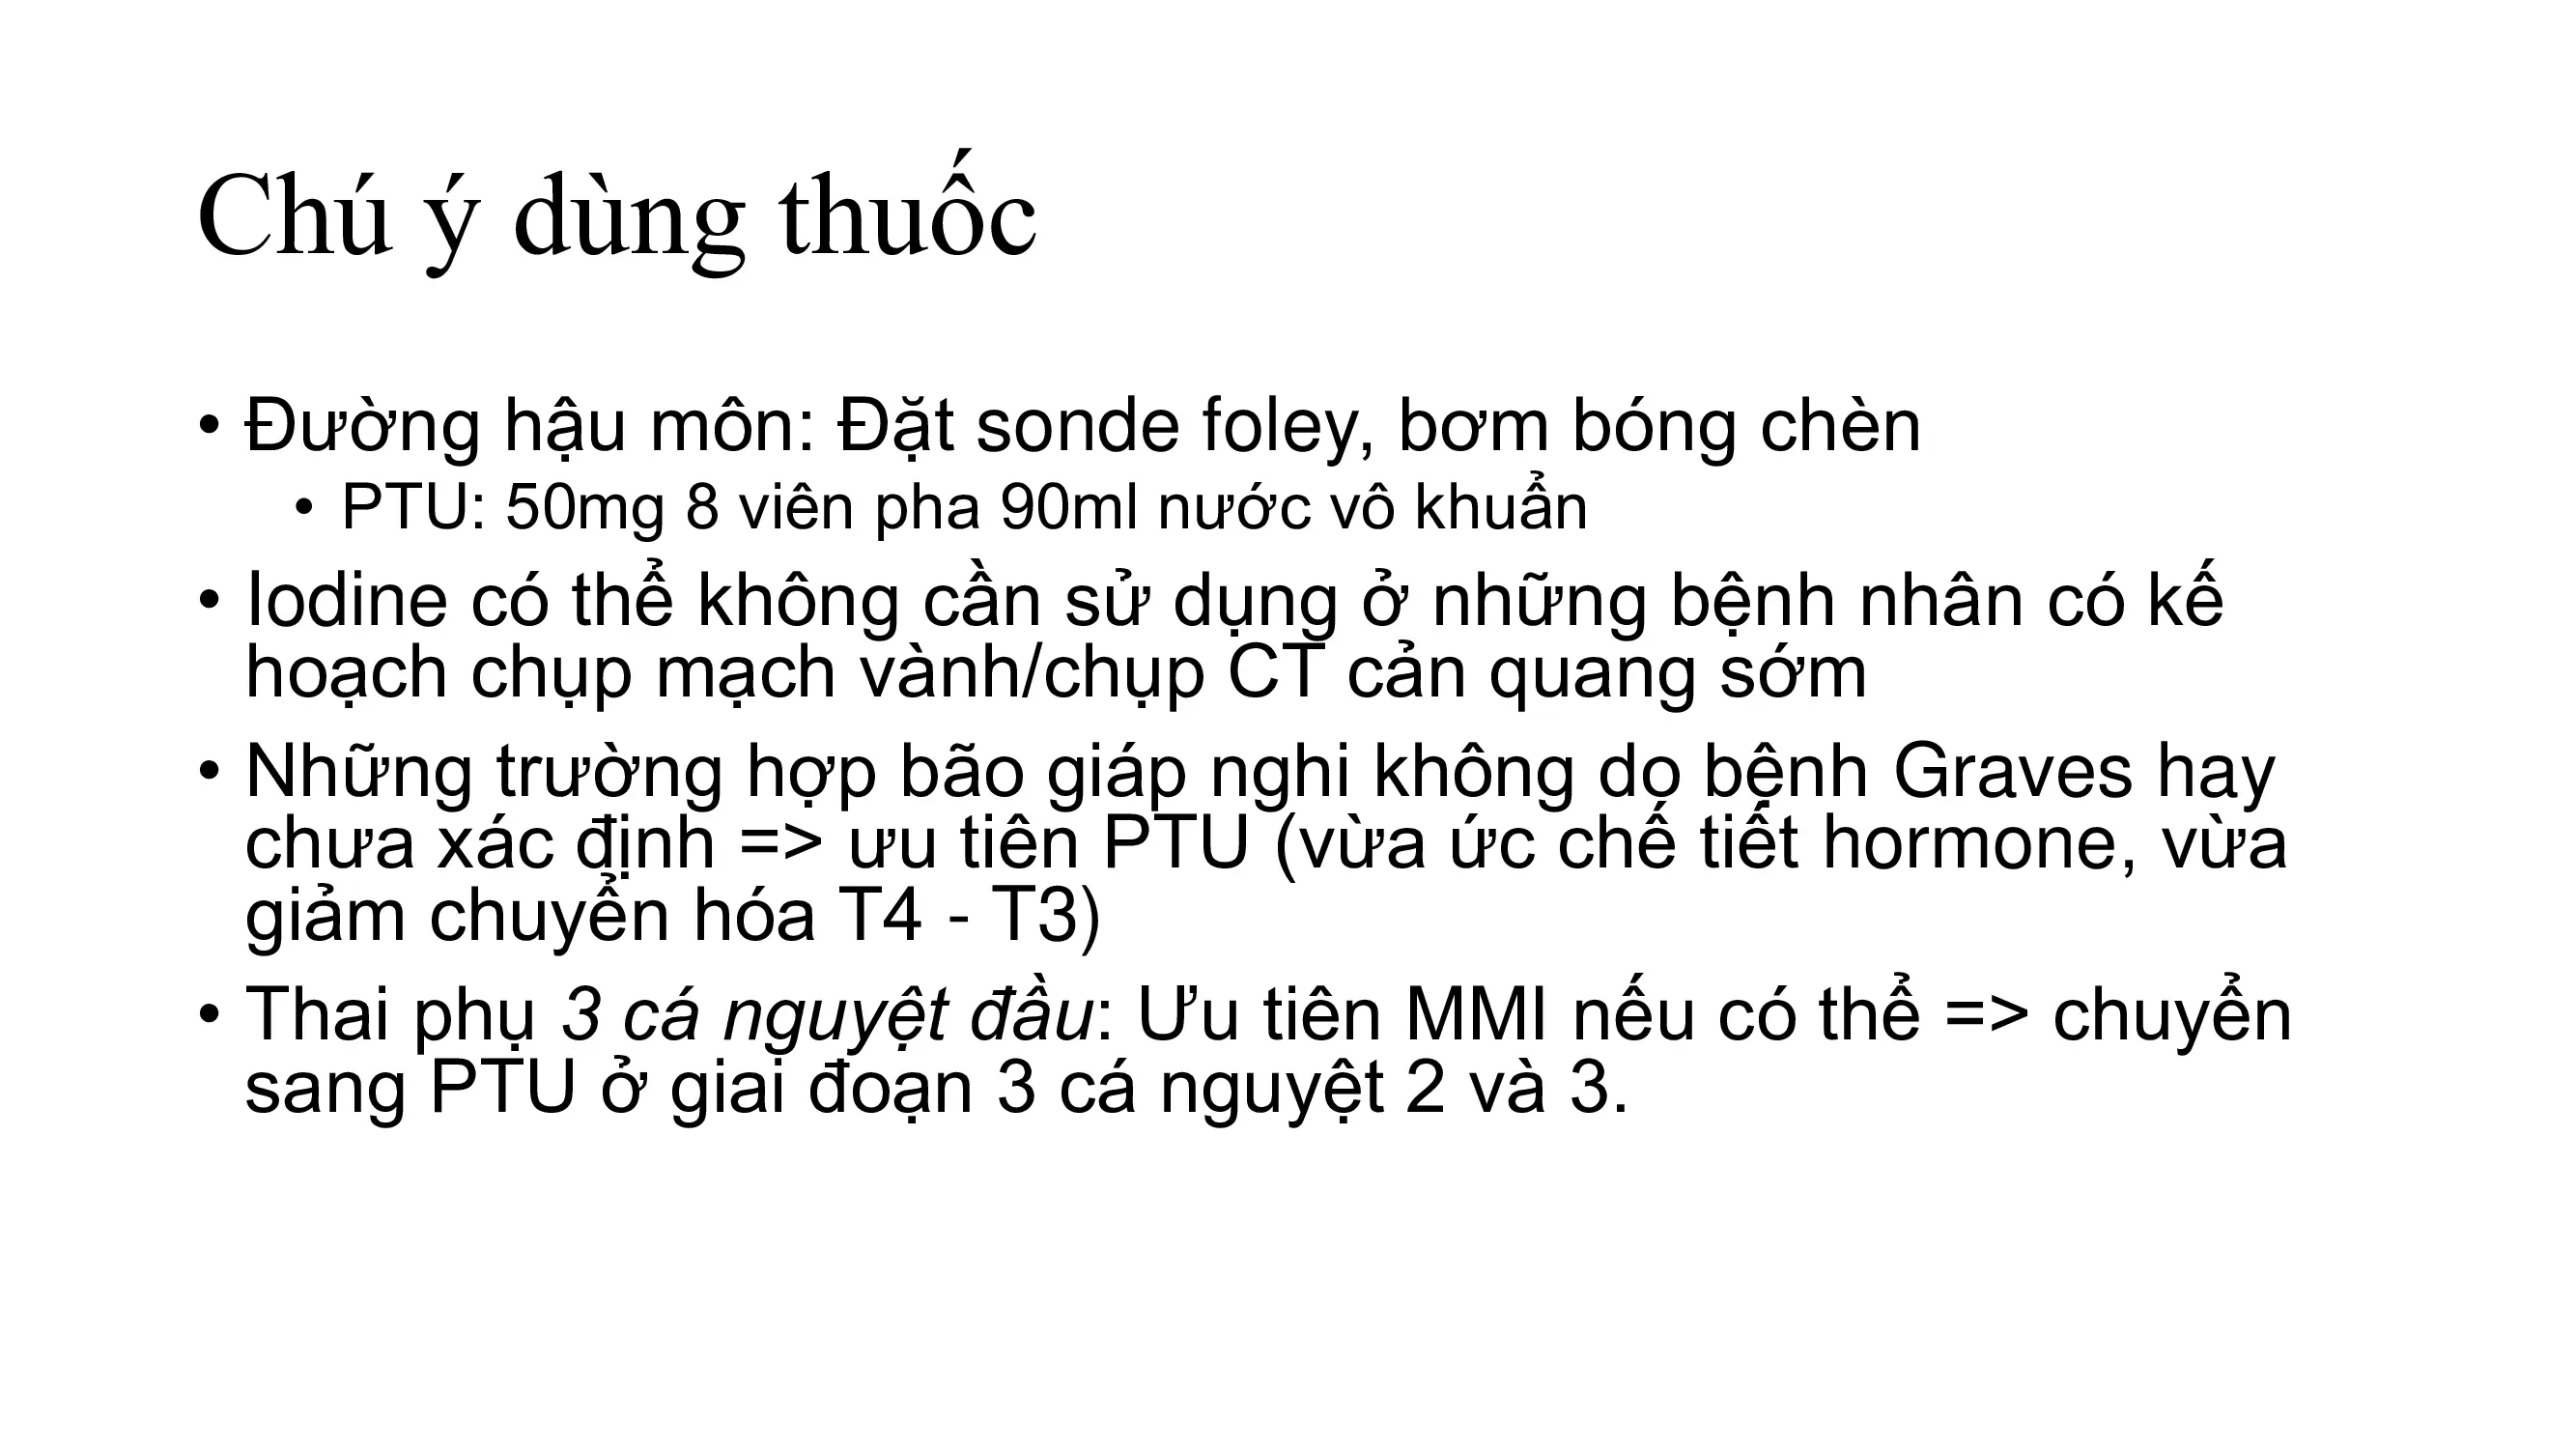 Chú ý dùng thuốc
• Đường hậu môn: Đặt sonde foley, bơm bóng chèn
• PTU: 50mg 8 viên pha 90ml nước vô khuẩn
• Iodine có thể không cần sử dụng ở những bệnh nhân có kế
hoạch chụp mạch vành/chụp CT cản quang sớm
• Những trường hợp bão giáp nghi không do bệnh Graves hay
chưa xác định => ưu tiên PTU (vừa ức chế tiết hormone, vừa
giảm chuyển hóa T4 - T3)
• Thai phụ 3 cá nguyệt đầu: Ưu tiên MMI nếu có thể => chuyển
sang PTU ở giai đoạn 3 cá nguyệt 2 và 3.